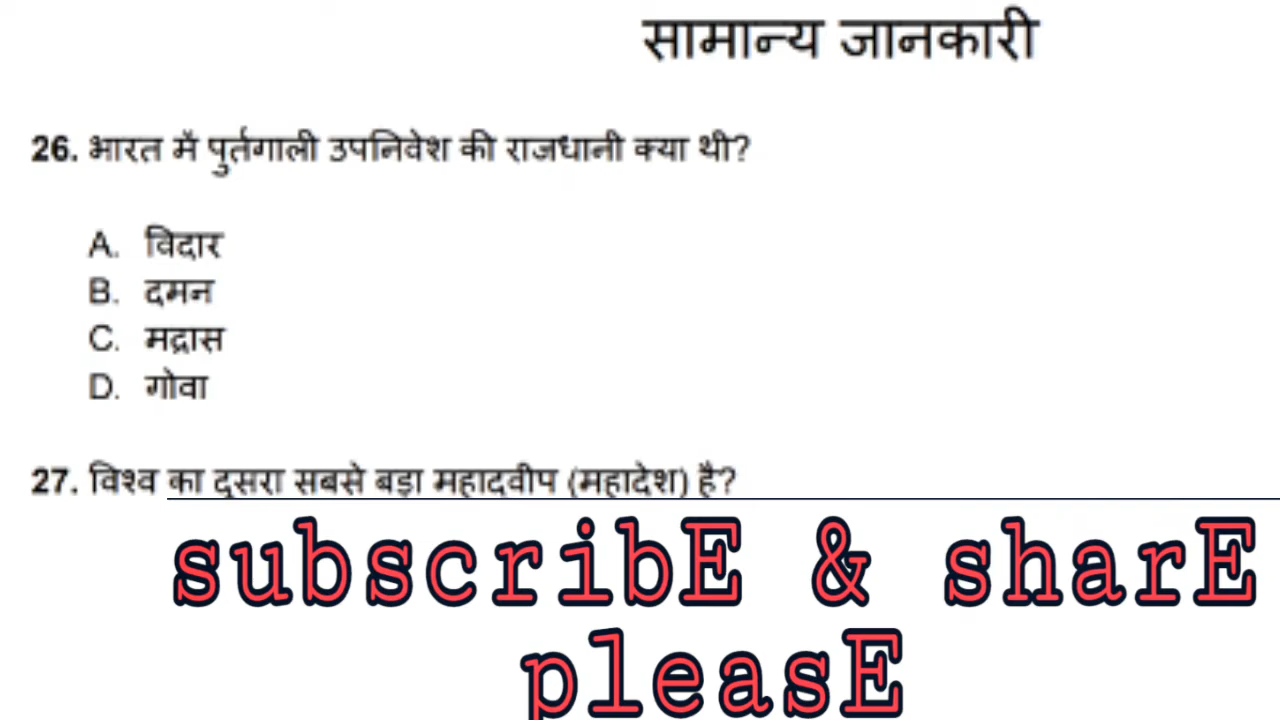 सामान्य जानकारी
26. भारत में पुर्तगाली उपनिवेश की राजधानी क्या थी?
A. विदार
B. दमन
C. मद्रास
D. गोवा
27. विश्व का दूसरा सबसे बड़ा महादवीप (महादेश) है?
subscribE & sharE
pleasE